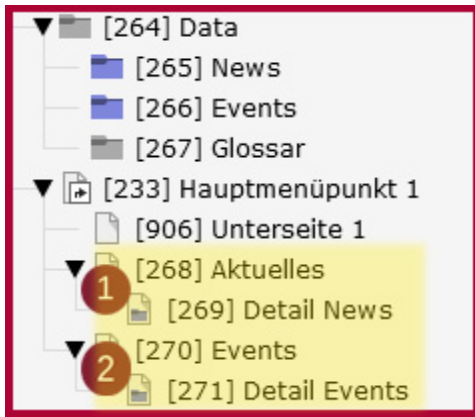 [264] Data
[265] News
[266] Events
[267] Glossar
[233] Hauptmenüpunkt 1
[906] Unterseite 1
[268] Aktuelles
1
[269] Detail News
[270] Events
2
[271] Detail Events